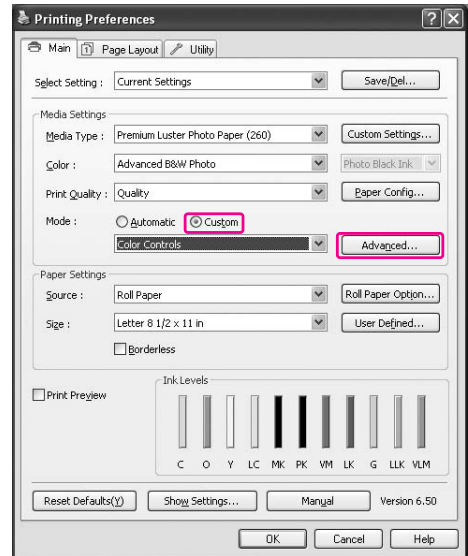 Printing Preferences
Main Page Layout Utility
Select Setting : Current Settings Save/Del...
Media Settings
Media Type : Premium Luster Photo Paper (260) Custom Settings...
Color : Advanced B&W Photo Photo Black Ink
Print Quality : Quality Paper Config...
Mode : Automatic Custom
Color Controls Advanced...
Paper Settings
Source : Roll Paper Roll Paper Option...
Size : Letter 8 1/2 x 11 in User Defined...
Borderless
Print Preview
Ink Levels
C O Y LC MK PK VM LK G LLK VLM
Reset Defaults(Y) Show Settings... Manual Version 6.50
OK Cancel Help